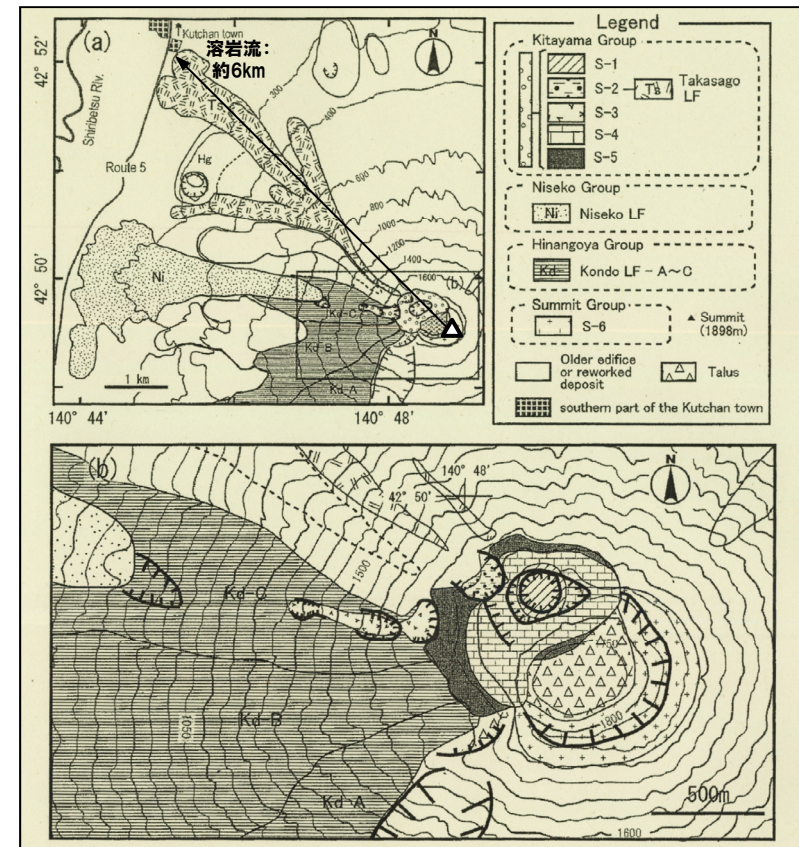 (a)
Kutchan town
溶岩流:
約6km
N
42° 52'
Shiribetsu Riv.
Ts
300
400
Route 5
Hg
600
800
1000
1200
1400
1600
(b)
42° 50'
Ni
Kd-C
Kd-B
Kd-A
1 km
140° 44'
140° 48'
Legend
Kitayama Group
S-1
S-2
Ts
Takasago
LF
S-3
S-4
S-5
Niseko Group
Ni
Niseko LF
Hinangoya Group
Kd
Kondo LF - A～C
Summit Group
S-6
Summit
(1898m)
Older edifice
or reworked
deposit
Talus
southern part of the Kutchan town
(b)
N
140° 48'
42° 50'
1500
Kd-C
Kd-B
1050
Kd-A
1800
500m
1600